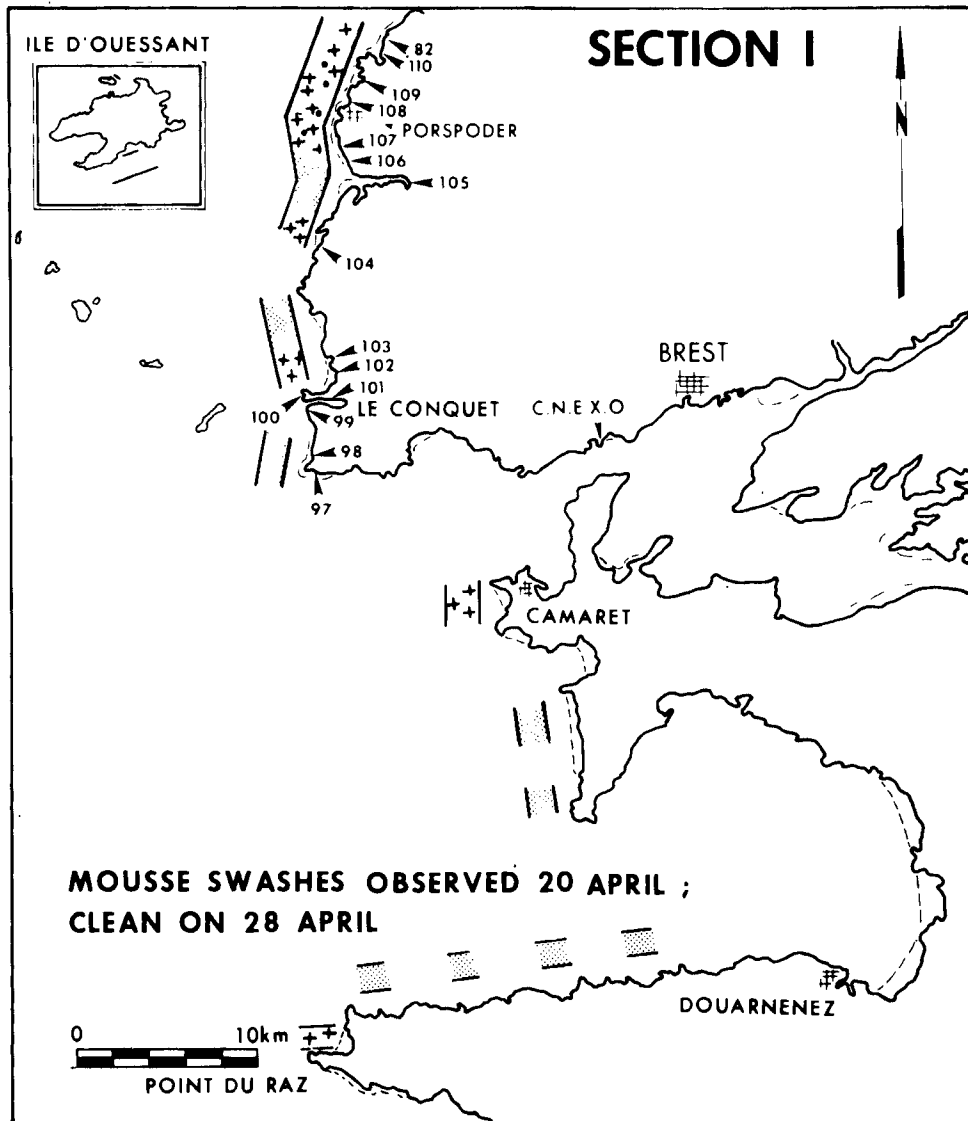 ILE D'OUESSANT
SECTION I
82
110
109
108
PORSPODER
107
106
105
N
104
103
102
101
100
LE CONQUET
99
98
97
BREST
C.N.E.X.O
CAMARET
MOUSSE SWASHES OBSERVED 20 APRIL ;
CLEAN ON 28 APRIL
DOUARNENEZ
0 10km
POINT DU RAZ